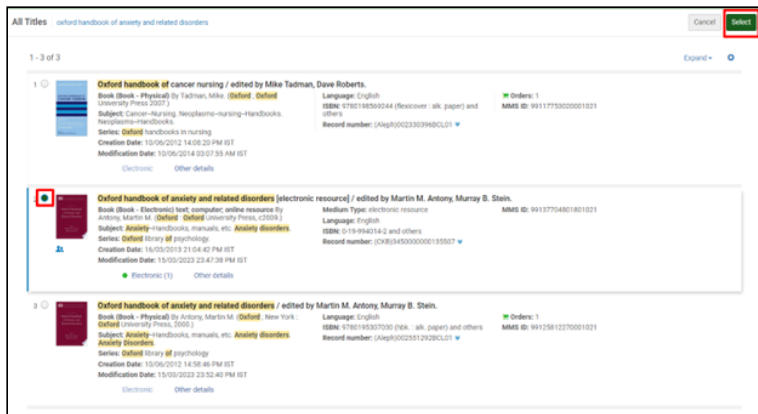 All Titles oxford handbook of anxiety and related disorders Cancel Select
1 - 3 of 3 Expand
1 Oxford handbook of cancer nursing / edited by Mike Tadman, Dave Roberts.
Book (Book - Physical) By Tadman, Mike. (Oxford : Oxford University Press 2007.)
Subject: Cancer--Nursing. Neoplasms--nursing--Handbooks. Neoplasms--Handbooks.
Series: Oxford handbooks in nursing
Creation Date: 10/06/2012 14:08:20 PM IST
Modification Date: 10/06/2014 03:07:55 AM IST
Language: English
ISBN: 9780198569244 (flexicover : alk. paper) and others
Record number: (Aleph)002330396BCL01
Orders: 1
MMS ID: 99117753020001021
Electronic Other details
Oxford handbook of anxiety and related disorders [electronic resource] / edited by Martin M. Antony, Murray B. Stein.
Book (Book - Electronic) text; computer; online resource By Antony, Martin M. (Oxford : Oxford University Press, c2009.)
Subject: Anxiety--Handbooks, manuals, etc. Anxiety disorders.
Series: Oxford library of psychology.
Creation Date: 16/03/2013 21:04:42 PM IST
Modification Date: 15/03/2023 23:47:38 PM IST
Medium Type: electronic resource
Language: English
ISBN: 0-19-994014-2 and others
Record number: (CKB)3450000000135507
MMS ID: 99137704801801021
Electronic (1) Other details
3 Oxford handbook of anxiety and related disorders / edited by Martin M. Antony, Murray B. Stein.
Book (Book - Physical) By Antony, Martin M. (Oxford ; New York : Oxford University Press, 2000.)
Subject: Anxiety--Handbooks, manuals, etc. Anxiety disorders. Anxiety Disorders.
Series: Oxford library of psychology
Creation Date: 10/06/2012 14:58:46 PM IST
Modification Date: 15/03/2023 23:52:40 PM IST
Language: English
ISBN: 9780195307030 (hbk. : alk. paper) and others
Record number: (Aleph)002551292BCL01
Orders: 1
MMS ID: 99125812270001021
Electronic Other details